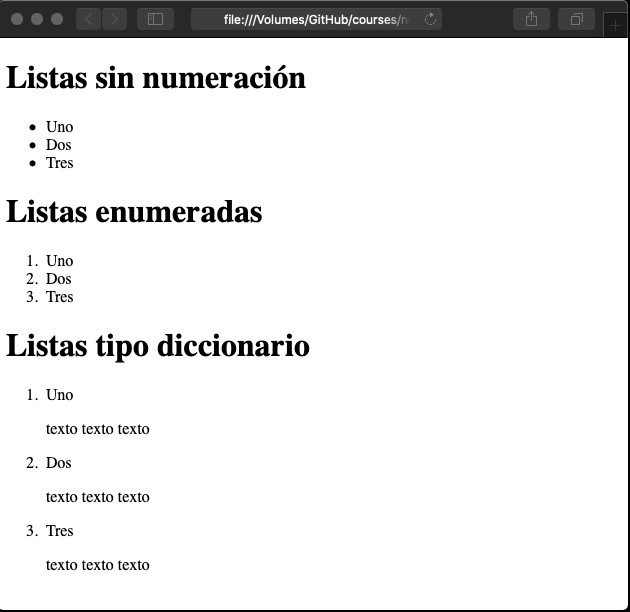 file:///Volumes/GitHub/courses/
Listas sin numeración
• Uno
• Dos
• Tres
Listas enumeradas
1. Uno
2. Dos
3. Tres
Listas tipo diccionario
1. Uno
texto texto texto
2. Dos
texto texto texto
3. Tres
texto texto texto